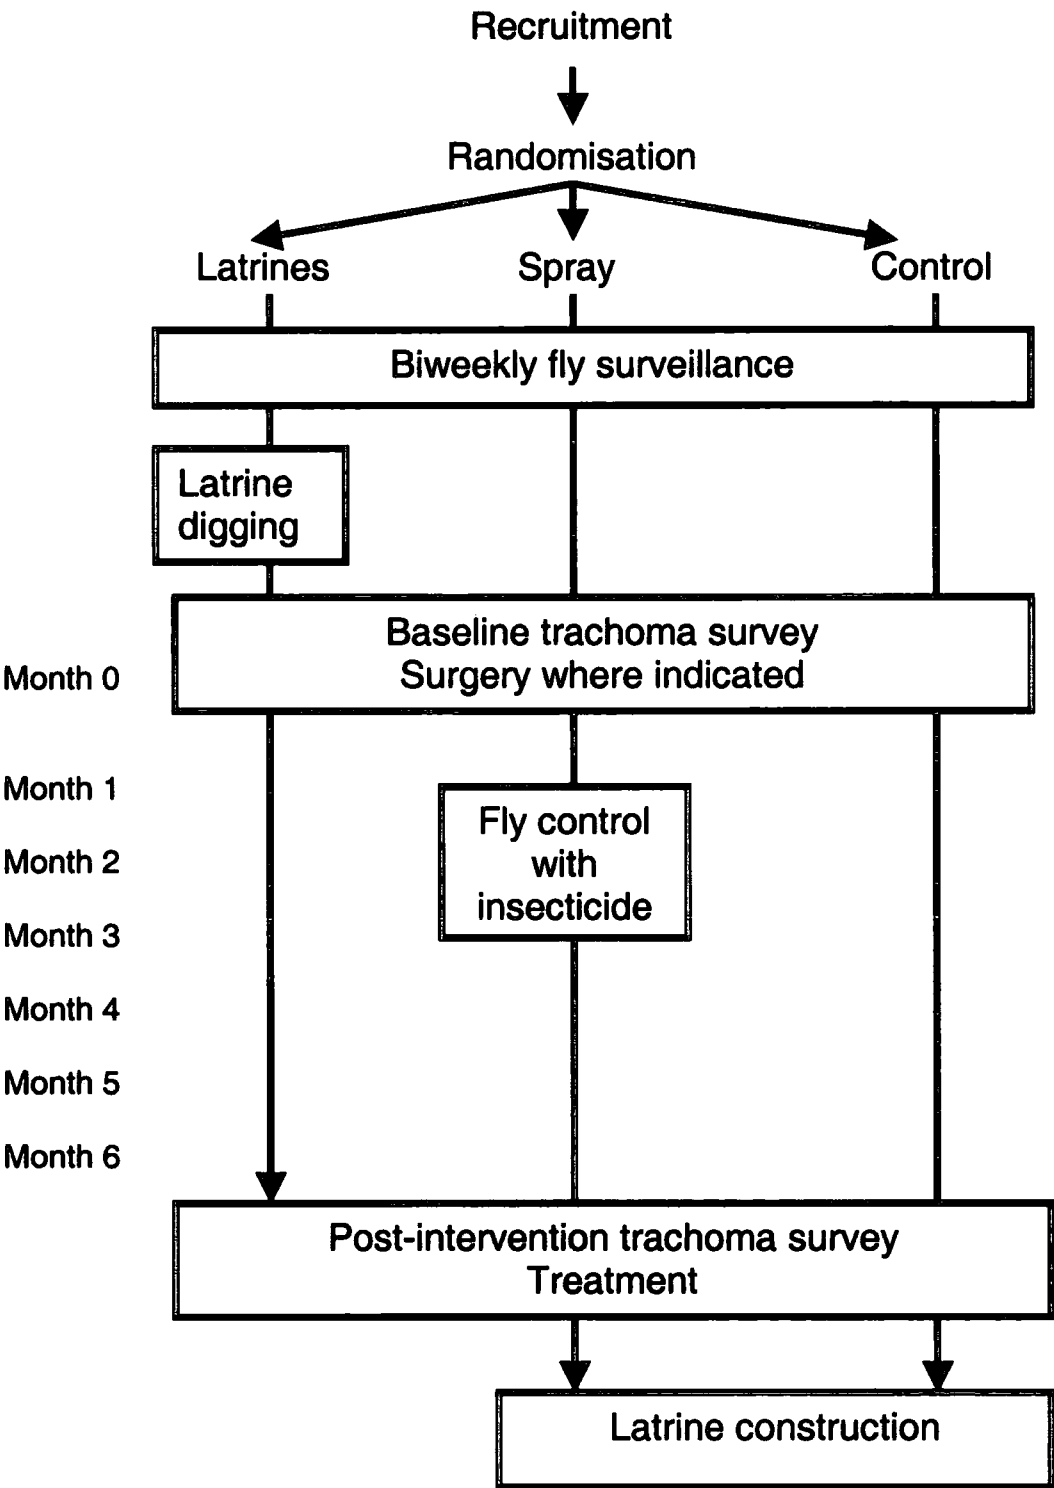 Recruitment
Randomisation
Latrines Spray Control
Biweekly fly surveillance
Latrine
digging
Baseline trachoma survey
Surgery where indicated
Month 0
Month 1
Fly control
with
insecticide
Month 2
Month 3
Month 4
Month 5
Month 6
Post-intervention trachoma survey
Treatment
Latrine construction